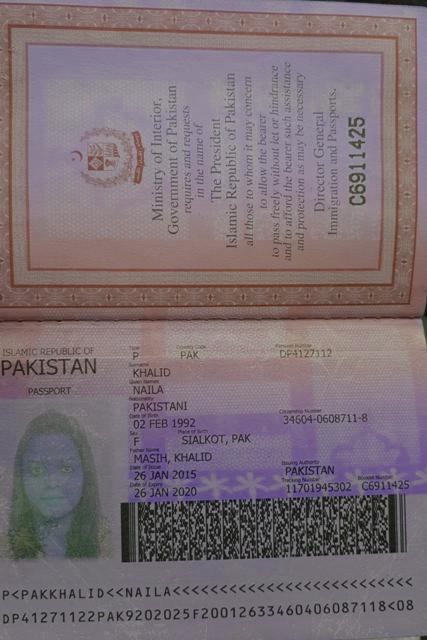 Ministry of Interior,
Government of Pakistan
requires and requests
in the name of
The President
Islamic Republic of Pakistan
all those to whom it may concern
to allow the bearer
to pass freely without let or hindrance
and to afford the bearer such assistance
and protection as may be necessary
Director General
Immigration and Passports.
C6911425
ISLAMIC REPUBLIC OF
PAKISTAN
PASSPORT
Type Country Code Passport Number
P PAK DP4127112
Surname
KHALID
Given Names
NAILA
Nationality
PAKISTANI
Date of Birth Citizenship Number
02 FEB 1992 34604-0608711-8
Sex Place of Birth
F SIALKOT, PAK
Father Name
MASIH, KHALID
Date of Issue Issuing Authority
26 JAN 2015 PAKISTAN
Date of Expiry Tracking Number Booklet Number
26 JAN 2020 11701945302 C6911425
P<PAKKHALID<<NAILA<<<<<<<<<<<<<<<<<<<<<<<<<<
DP41271122PAK9202025F20012633460406087118<08